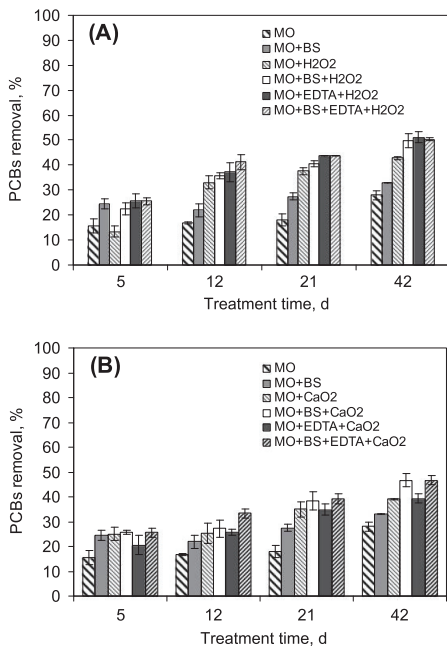 (A)
PCBs removal, %
100
90
80
70
60
50
40
30
20
10
0
MO
MO+BS
MO+H2O2
MO+BS+H2O2
MO+EDTA+H2O2
MO+BS+EDTA+H2O2
5 12 21 42
Treatment time, d
(B)
PCBs removal, %
100
90
80
70
60
50
40
30
20
10
0
MO
MO+BS
MO+CaO2
MO+BS+CaO2
MO+EDTA+CaO2
MO+BS+EDTA+CaO2
5 12 21 42
Treatment time, d